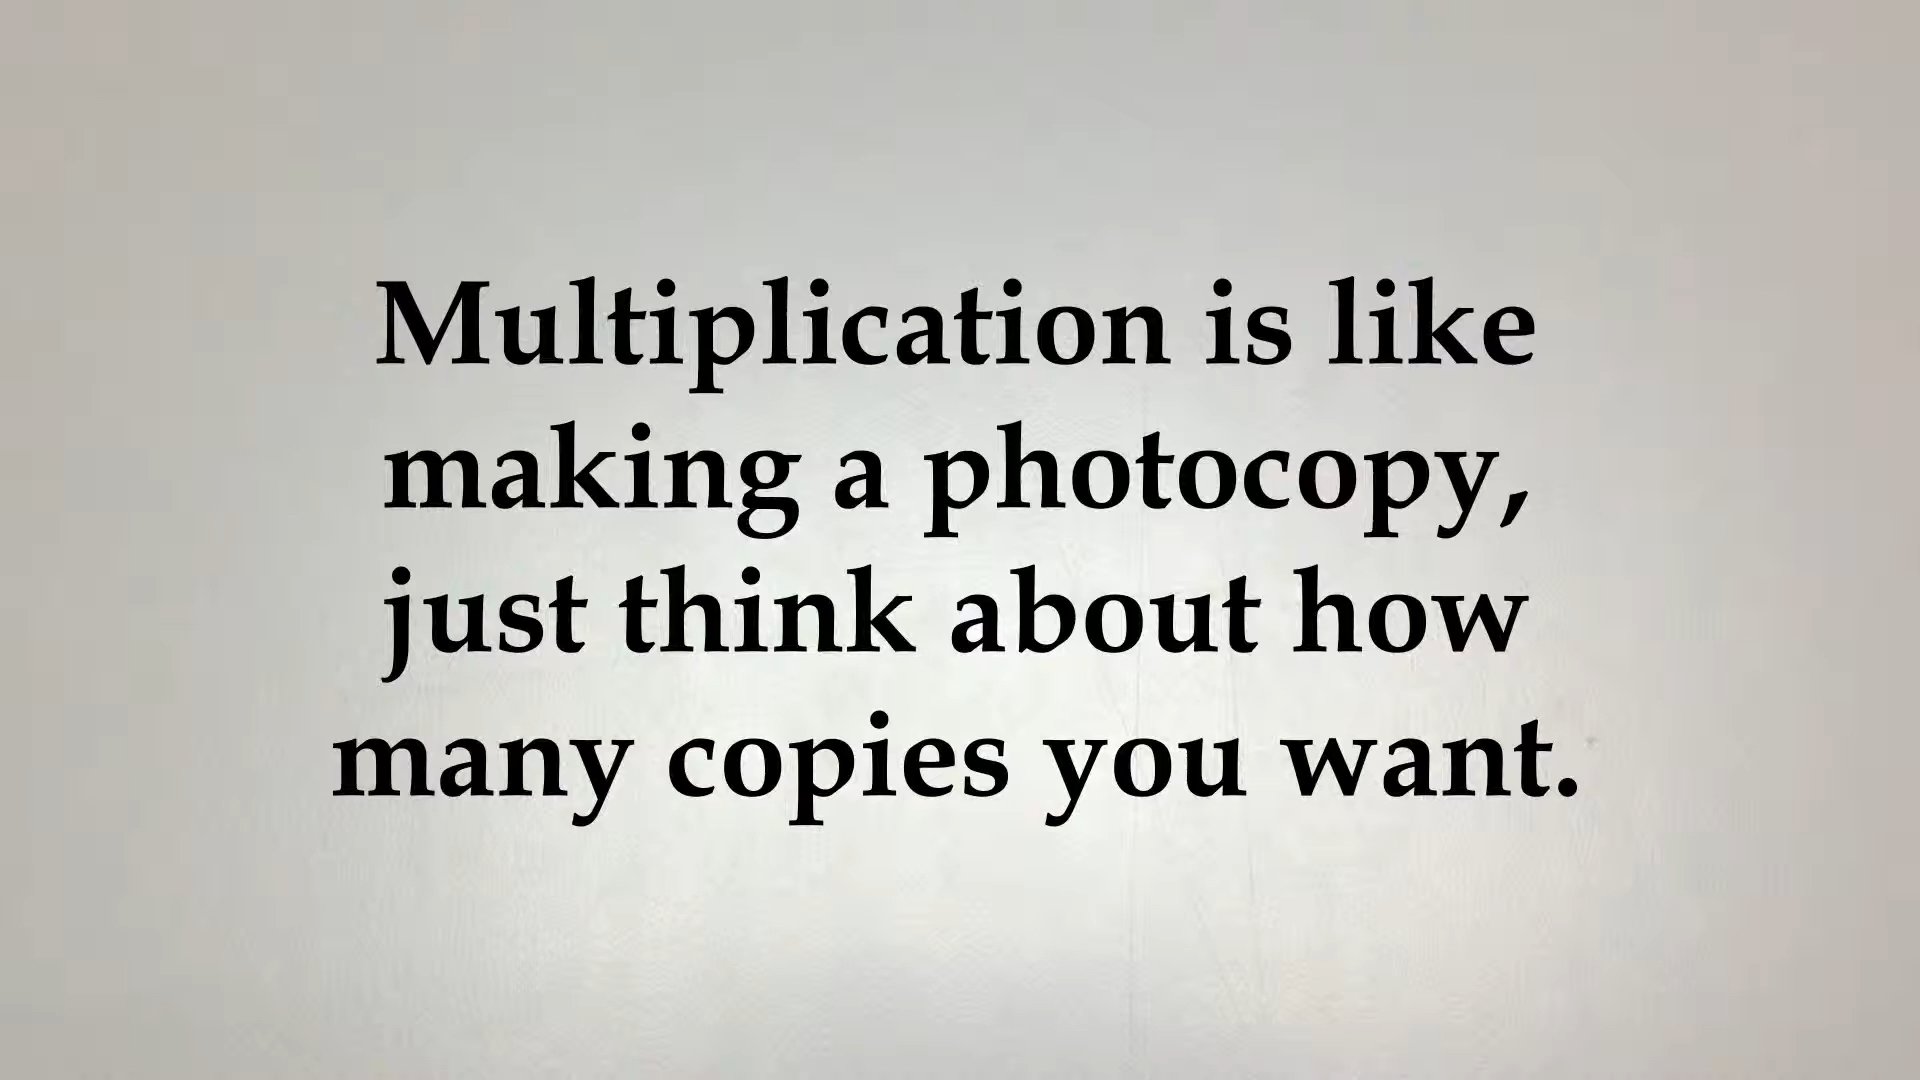 Multiplication is like
making a photocopy,
just think about how
many copies you want.